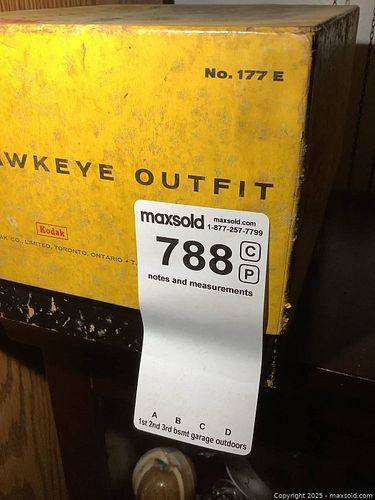 No. 177 E
WKEYE OUTFIT
Kodak
AK CO., LIMITED, TORONTO, ONTARIO • T.
maxsold maxsold.com
1-877-257-7799
788 C
P
notes and measurements
A B C D
1st 2nd 3rd bsmt garage outdoors
Copyright 2025 - maxsold.com